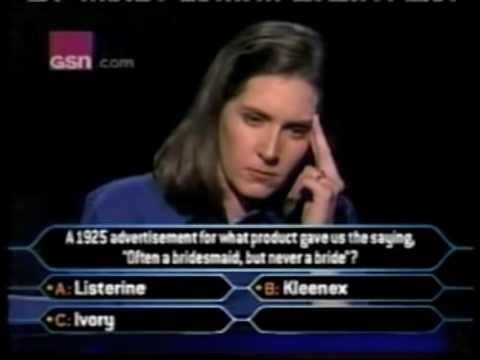 GSN .com
A 1925 advertisement for what product gave us the saying,
"Often a bridesmaid, but never a bride"?
A: Listerine
B: Kleenex
C: Ivory